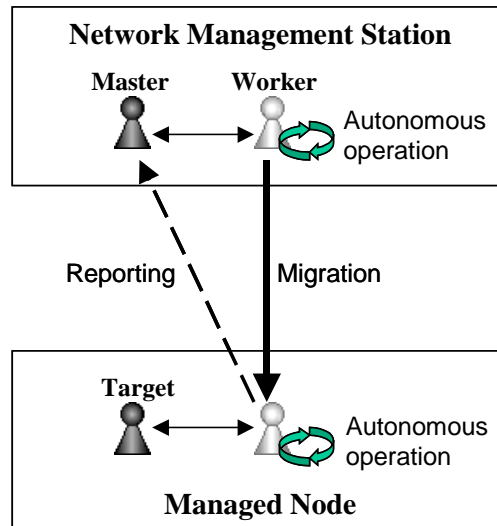 Network Management Station
Master
Worker
Autonomous
operation
Reporting
Migration
Target
Autonomous
operation
Managed Node